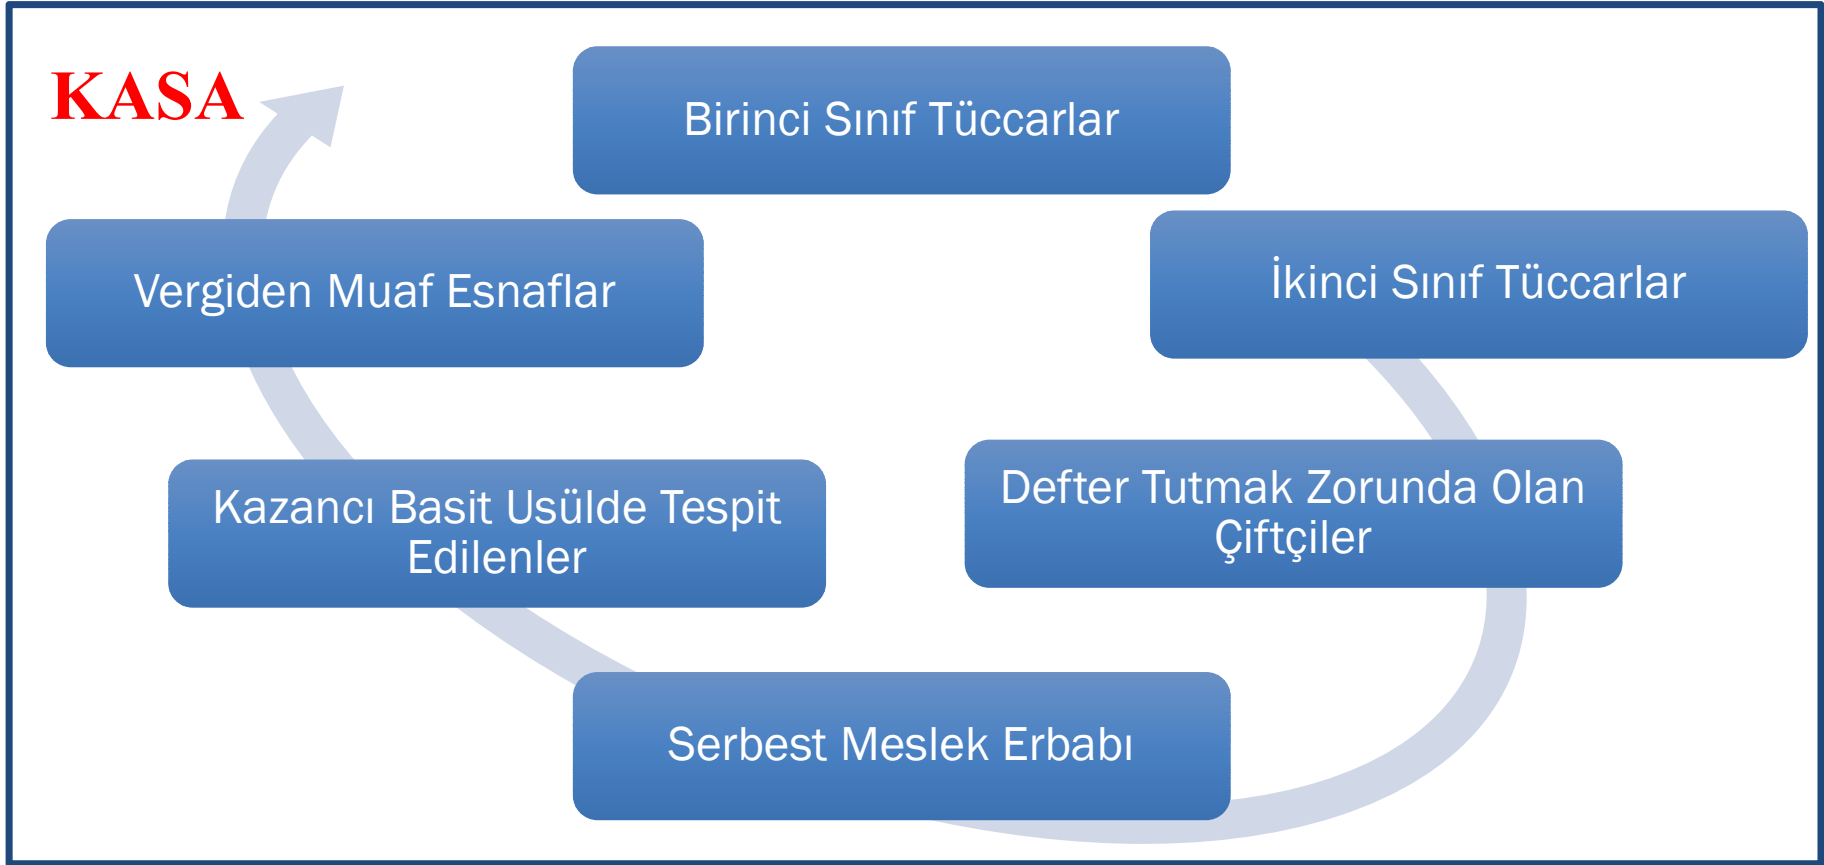 KASA
Birinci Sınıf Tüccarlar
İkinci Sınıf Tüccarlar
Defter Tutmak Zorunda Olan
Çiftçiler
Serbest Meslek Erbabı
Kazancı Basit Usülde Tespit
Edilenler
Vergiden Muaf Esnaflar